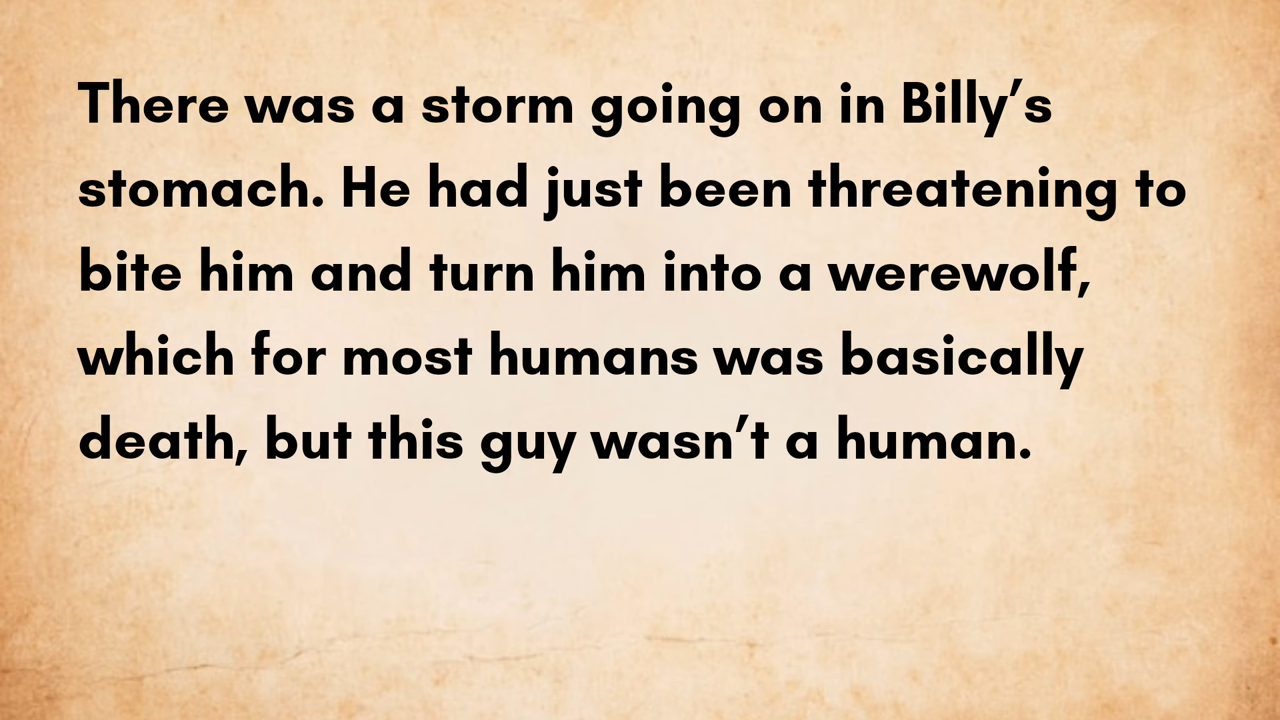 There was a storm going on in Billy’s
stomach. He had just been threatening to
bite him and turn him into a werewolf,
which for most humans was basically
death, but this guy wasn’t a human.